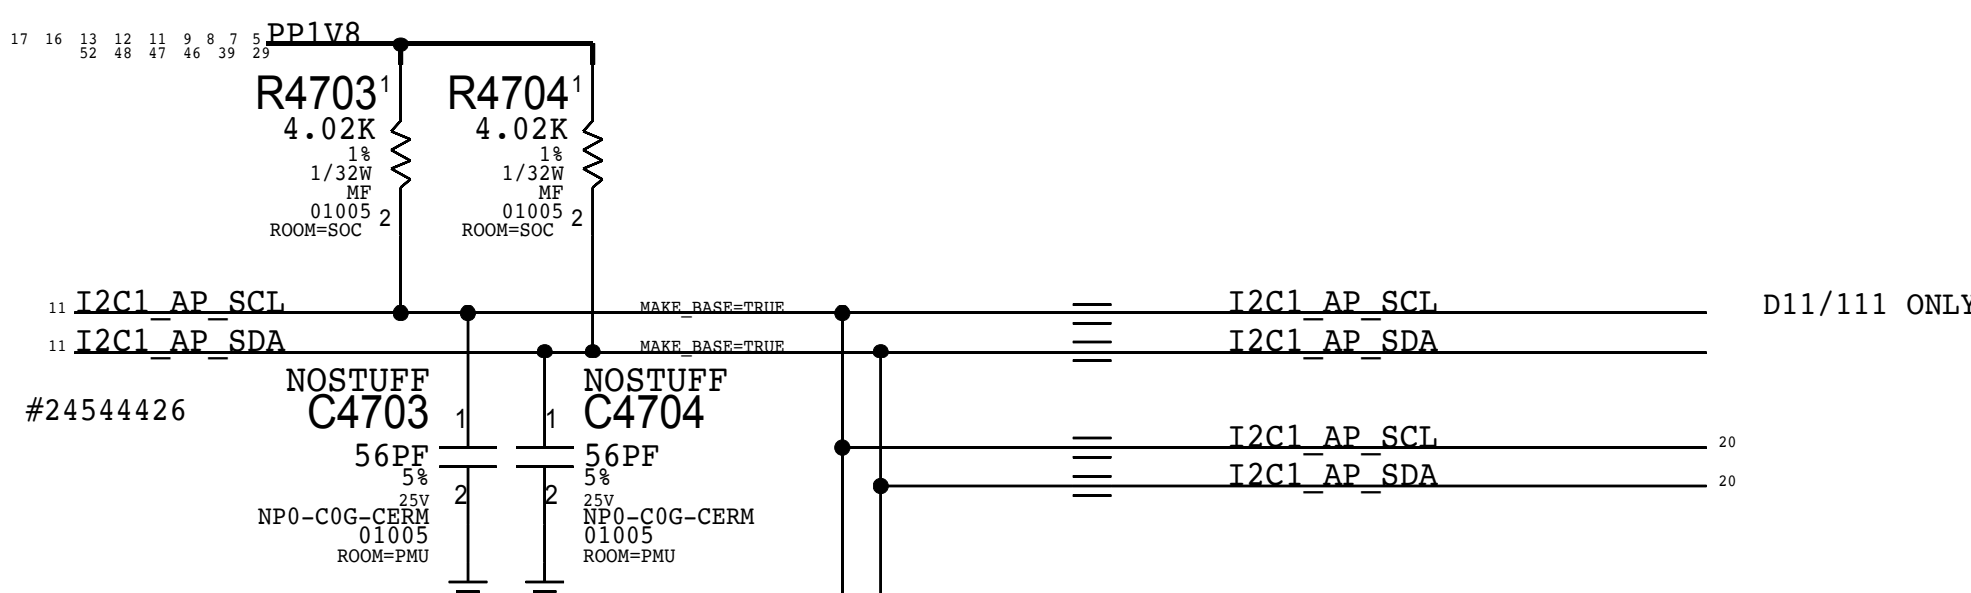 PP1V8
17 16 13 12 11 9 8 7 5
52 48 47 46 39 29
R4703 1
4.02K
1%
1/32W
MF
01005
2
ROOM=SOC
R4704 1
4.02K
1%
1/32W
MF
01005
2
ROOM=SOC
11 I2C1_AP_SCL
MAKE_BASE=TRUE
I2C1_AP_SCL
D11/111 ONLY
11 I2C1_AP_SDA
MAKE_BASE=TRUE
I2C1_AP_SDA
#24544426
NOSTUFF
C4703
1
56PF
5%
25V
2
NP0-C0G-CERM
01005
ROOM=PMU
NOSTUFF
C4704
1
56PF
5%
25V
2
NP0-C0G-CERM
01005
ROOM=PMU
I2C1_AP_SCL 20
I2C1_AP_SDA 20